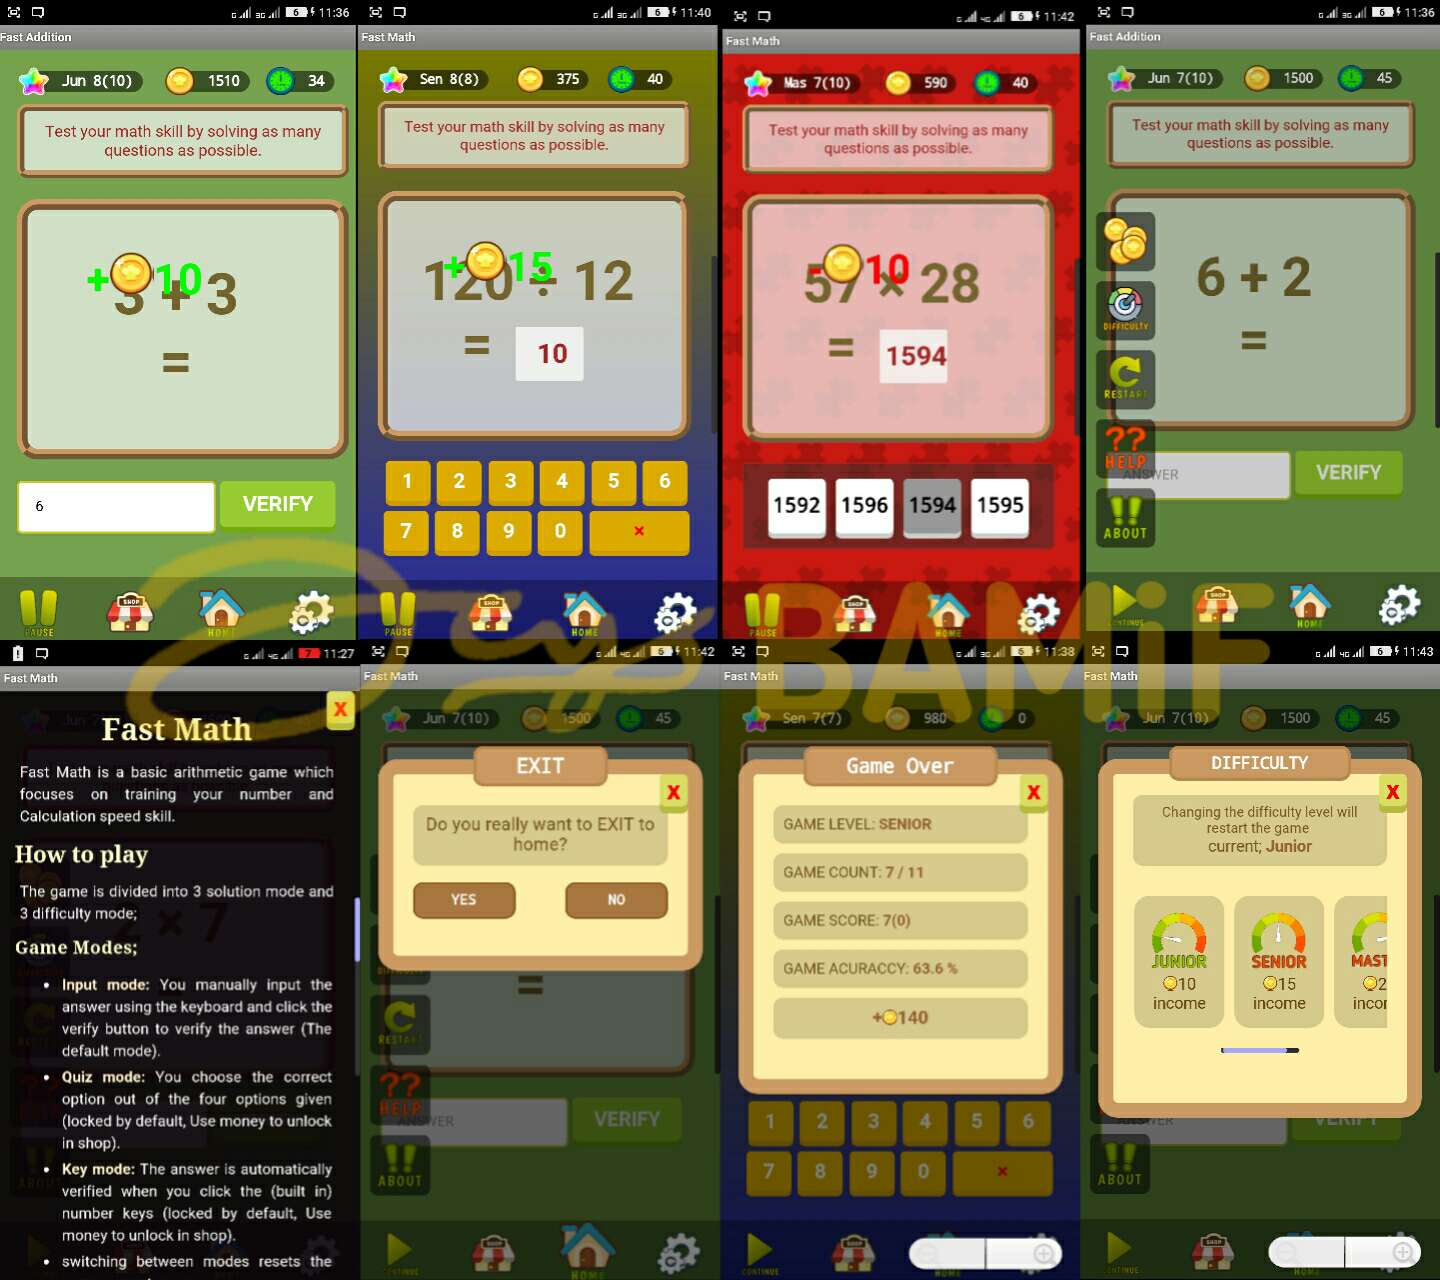 11:36
Fast Addition
Jun 8(10)
1510
34
Test your math skill by solving as many
questions as possible.
+10
3 + 3
=
6
VERIFY
PAUSE
SHOP
HOME
11:40
Fast Math
Sen 8(8)
375
40
Test your math skill by solving as many
questions as possible.
+15
120 ÷ 12
= 10
1 2 3 4 5 6
7 8 9 0 ×
PAUSE
SHOP
HOME
11:42
Fast Math
Mas 7(10)
590
40
Test your math skill by solving as many
questions as possible.
-10
57 × 28
= 1594
1592 1596 1594 1595
PAUSE
SHOP
HOME
11:36
Fast Addition
Jun 7(10)
1500
45
Test your math skill by solving as many
questions as possible.
6 + 2
=
DIFFICULTY
RESTART
??
HELP
ANSWER
VERIFY
!!
ABOUT
CONTINUE
SHOP
HOME
BAMiF
11:27
Fast Math
X
Fast Math
Fast Math is a basic arithmetic game which
focuses on training your number and
Calculation speed skill.
How to play
The game is divided into 3 solution mode and
3 difficulty mode;
Game Modes;
• Input mode: You manually input the
answer using the keyboard and click the
verify button to verify the answer (The
default mode).
• Quiz mode: You choose the correct
option out of the four options given
(locked by default, Use money to unlock
in shop).
• Key mode: The answer is automatically
verified when you click the (built in)
number keys (locked by default, Use
money to unlock in shop).
• switching between modes resets the
2 × 7
11:42
Fast Math
Jun 7(10)
1500
45
EXIT
X
Do you really want to EXIT to
home?
YES
NO
=
RESTART
??
HELP
ANSWER
VERIFY
!!
ABOUT
CONTINUE
SHOP
HOME
11:38
Fast Math
Sen 7(7)
980
0
Game Over
X
GAME LEVEL: SENIOR
GAME COUNT: 7 / 11
GAME SCORE: 7(0)
GAME ACURACCY: 63.6 %
+140
1 2 3 4 5 6
7 8 9 0 ×
CONTINUE
SHOP
11:43
Fast Math
Jun 7(10)
1500
45
DIFFICULTY
X
Changing the difficulty level will
restart the game
current; Junior
JUNIOR
10
income
SENIOR
15
income
MAST
2
incor
ANSWER
VERIFY
!!
ABOUT
CONTINUE
SHOP